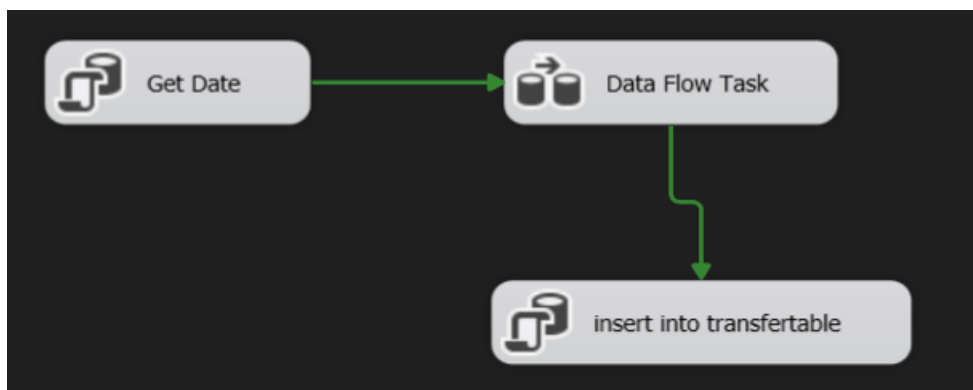 Get Date
Data Flow Task
insert into transfertable